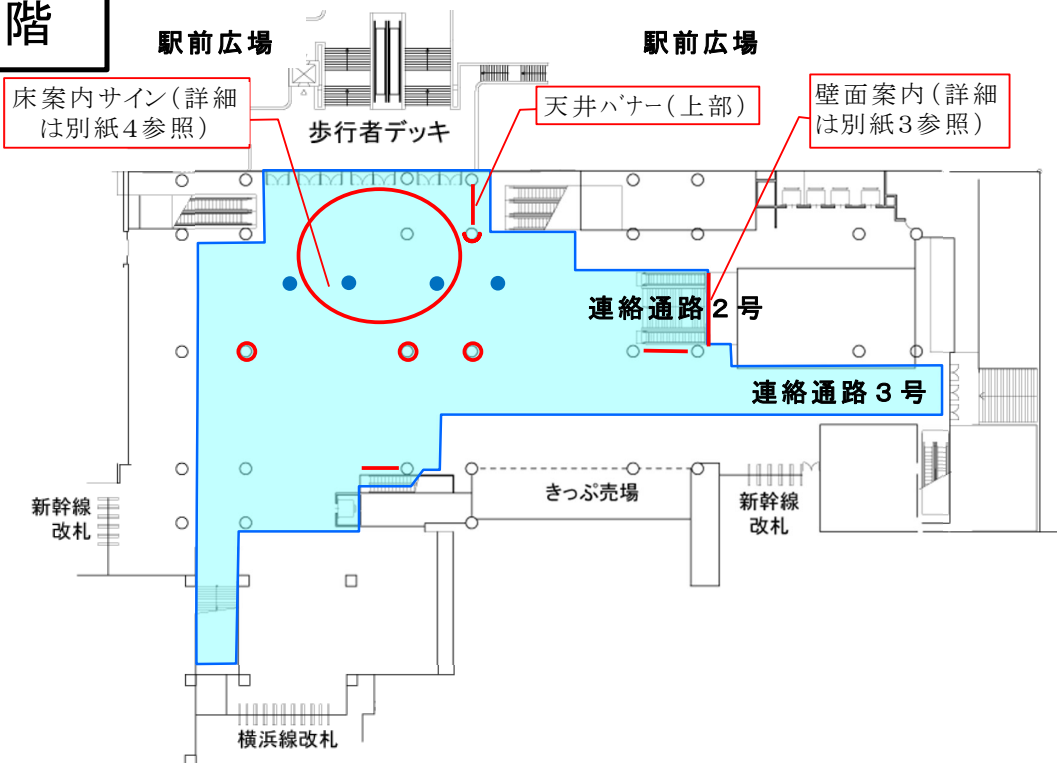 階
駅前広場
駅前広場
床案内サイン(詳細
は別紙4参照)
天井バナー(上部)
壁面案内(詳細
は別紙3参照)
歩行者デッキ
連絡通路2号
連絡通路3号
きっぷ売場
新幹線
改札
新幹線
改札
横浜線改札